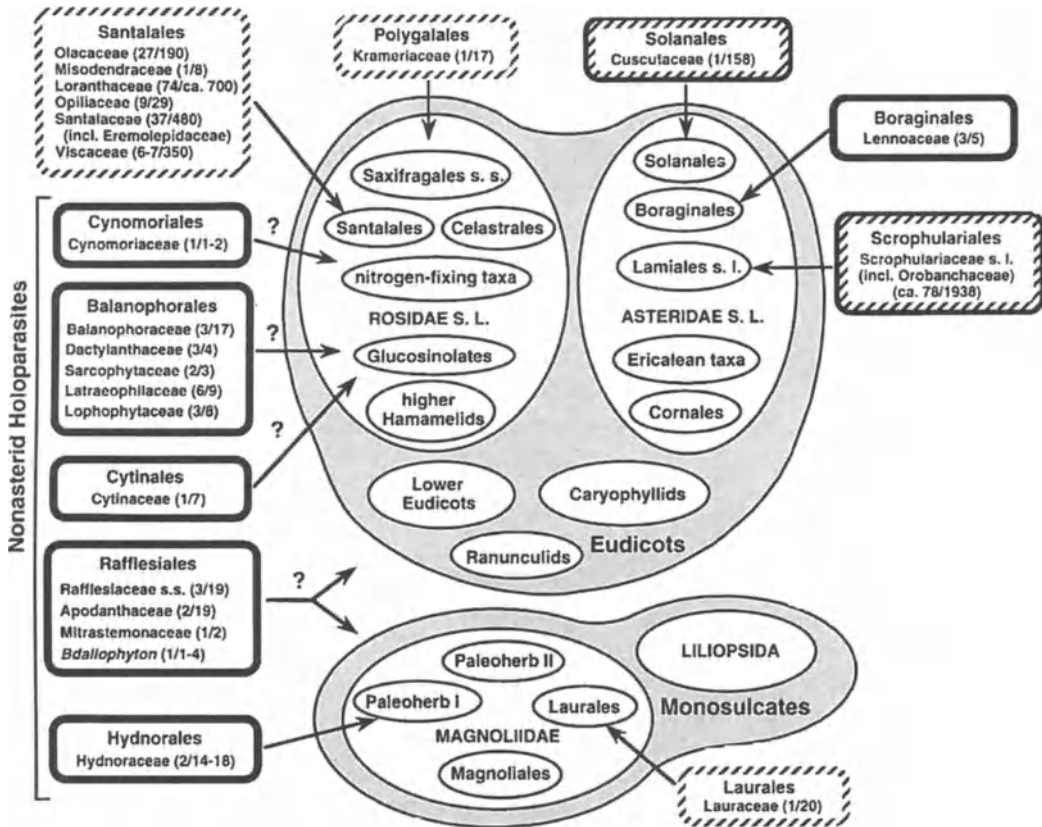 Santalales
Olacaceae (27/190)
Misodendraceae (1/8)
Loranthaceae (74/ca. 700)
Opiliaceae (9/29)
Santalaceae (37/480)
(incl. Eremolepidaceae)
Viscaceae (6-7/350)
Polygalales
Krameriaceae (1/17)
Solanales
Cuscutaceae (1/158)
Boraginales
Lennoaceae (3/5)
Scrophulariales
Scrophulariaceae s. l.
(incl. Orobanchaceae)
(ca. 78/1938)
Nonasterid Holoparasites
Cynomoriales
Cynomoriaceae (1/1-2)
?
Balanophorales
Balanophoraceae (3/17)
Dactylanthaceae (3/4)
Sarcophytaceae (2/3)
Latraeophilaceae (6/9)
Lophophytaceae (3/8)
?
Cytinales
Cytinaceae (1/7)
?
Rafflesiales
Rafflesiaceae s.s. (3/19)
Apodanthaceae (2/19)
Mitrastemonaceae (1/2)
Bdallophyton (1/1-4)
?
Hydnorales
Hydnoraceae (2/14-18)
Saxifragales s. s.
Santalales
Celastrales
nitrogen-fixing taxa
ROSIDAE S. L.
Glucosinolates
higher
Hamamelids
Solanales
Boraginales
Lamiales s. l.
ASTERIDAE S. L.
Ericalean taxa
Cornales
Lower
Eudicots
Caryophyllids
Ranunculids
Eudicots
Paleoherb II
Paleoherb I
Laurales
MAGNOLIIDAE
Magnoliales
LILIOPSIDA
Monosulcates
Laurales
Lauraceae (1/20)